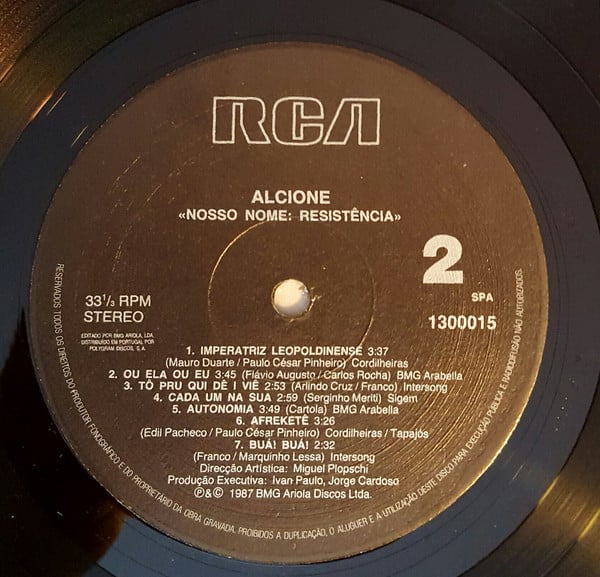 RCA
ALCIONE
«NOSSO NOME: RESISTÊNCIA»
2
33 1/3 RPM
STEREO
SPA
1300015
EDITADO POR BMG ARIOLA, LDA.
DISTRIBUÍDO EM PORTUGAL POR
POLYGRAM DISCOS, S.A.
1. IMPERATRIZ LEOPOLDINENSE 3:37
(Mauro Duarte / Paulo César Pinheiro) Cordilheiras
2. OU ELA OU EU 3:45 (Flávio Augusto / Carlos Rocha) BMG Arabella
3. TÔ PRU QUI DÊ I VIÊ 2:53 (Arlindo Cruz / Franco) Intersong
4. CADA UM NA SUA 2:59 (Serginho Meriti) Sigem
5. AUTONOMIA 3:49 (Cartola) BMG Arabella
6. AFREKETÊ 3:26
(Edil Pacheco / Paulo César Pinheiro) Cordilheiras / Tapajós
7. BUÁ! BUÁ! 2:32
(Franco / Marquinho Lessa) Intersong
Direcção Artística: Miguel Plopschi
Produção Executiva: Ivan Paulo, Jorge Cardoso
Ⓟ&© 1987 BMG Ariola Discos Ltda.
RESERVADOS TODOS OS DIREITOS DO PRODUTOR FONOGRÁFICO E DO PROPRIETÁRIO DA OBRA GRAVADA. PROIBIDOS A DUPLICAÇÃO, O ALUGUER E A UTILIZAÇÃO DESTE DISCO PARA EXECUÇÃO PÚBLICA E RADIODIFUSÃO NÃO AUTORIZADOS.